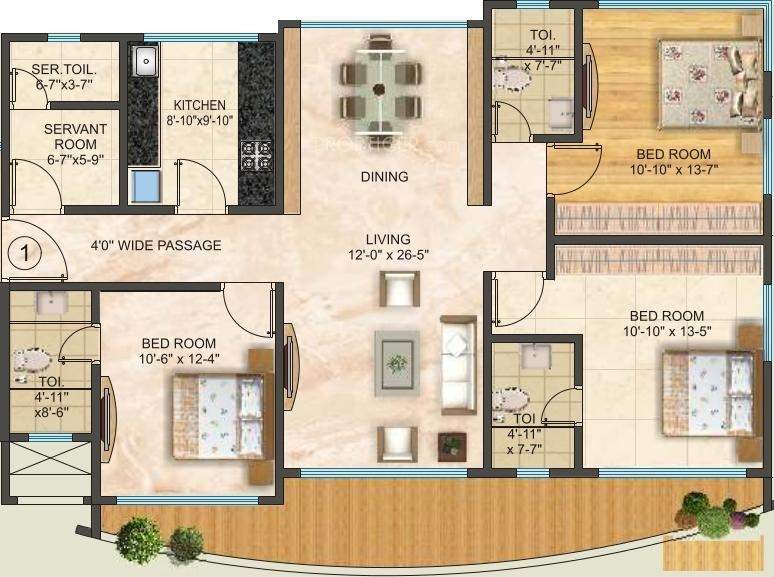 SER.TOIL.
6-7"x3-7"
SERVANT
ROOM
6-7"x5-9"
KITCHEN
8'-10"x9'-10"
DINING
TOI.
4'-11"
x 7'-7"
BED ROOM
10'-10" x 13'-7"
1
4'0" WIDE PASSAGE
LIVING
12'-0" x 26-5"
BED ROOM
10'-6" x 12-4"
BED ROOM
10'-10" x 13'-5"
TOI.
4'-11"
x8'-6"
TOI
4'-11"
x 7-7"